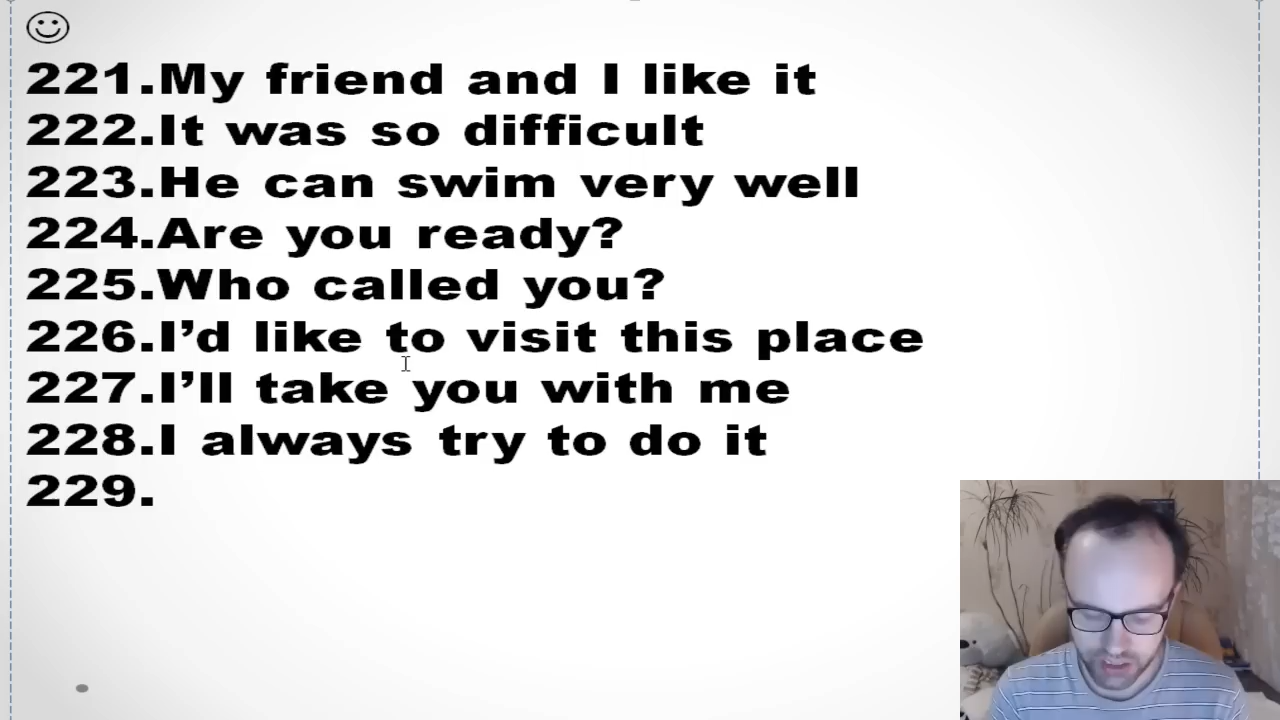 221.My friend and I like it
222.It was so difficult
223.He can swim very well
224.Are you ready?
225.Who called you?
226.I’d like to visit this place
227.I’ll take you with me
228.I always try to do it
229.